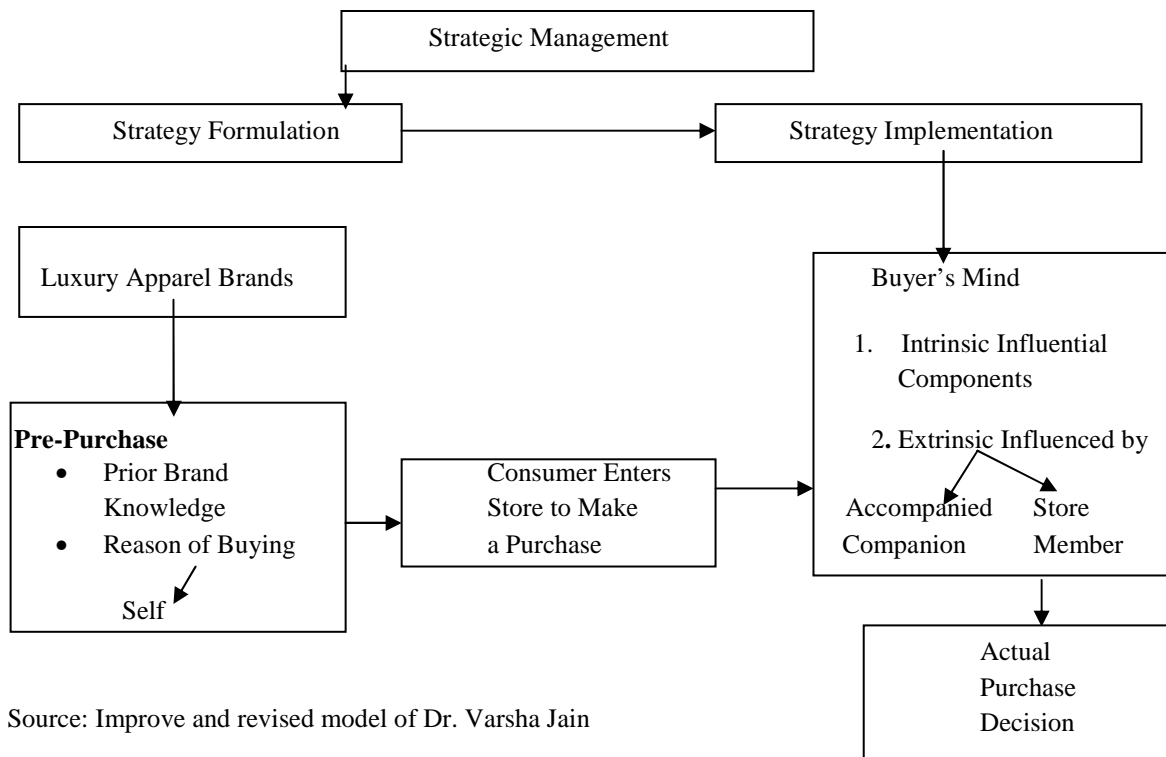 Strategic Management
Strategy Formulation
Strategy Implementation
Luxury Apparel Brands
Pre-Purchase
• Prior Brand
Knowledge
• Reason of Buying
Self
Consumer Enters
Store to Make
a Purchase
Buyer’s Mind
1. Intrinsic Influential
Components
2. Extrinsic Influenced by
Accompanied
Companion
Store
Member
Actual
Purchase
Decision
Source: Improve and revised model of Dr. Varsha Jain